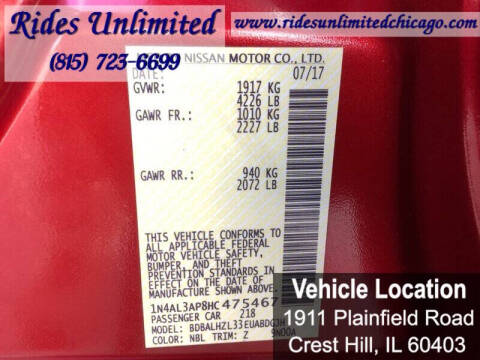 Rides Unlimited
www.ridesunlimitedchicago.com
(815) 723-6699
NISSAN MOTOR CO., LTD.
DATE: 07/17
GVWR: 1917 KG
4226 LB
GAWR FR.: 1010 KG
2227 LB
GAWR RR.: 940 KG
2072 LB
THIS VEHICLE CONFORMS TO
ALL APPLICABLE FEDERAL
MOTOR VEHICLE SAFETY,
BUMPER, AND THEFT
PREVENTION STANDARDS IN
EFFECT ON THE DATE OF
MANUFACTURE SHOWN ABOVE.
1N4AL3AP8HC475467
PASSENGER CAR 218
MODEL:
COLOR: NBL TRIM: Z 9N00A
Vehicle Location
1911 Plainfield Road
Crest Hill, IL 60403